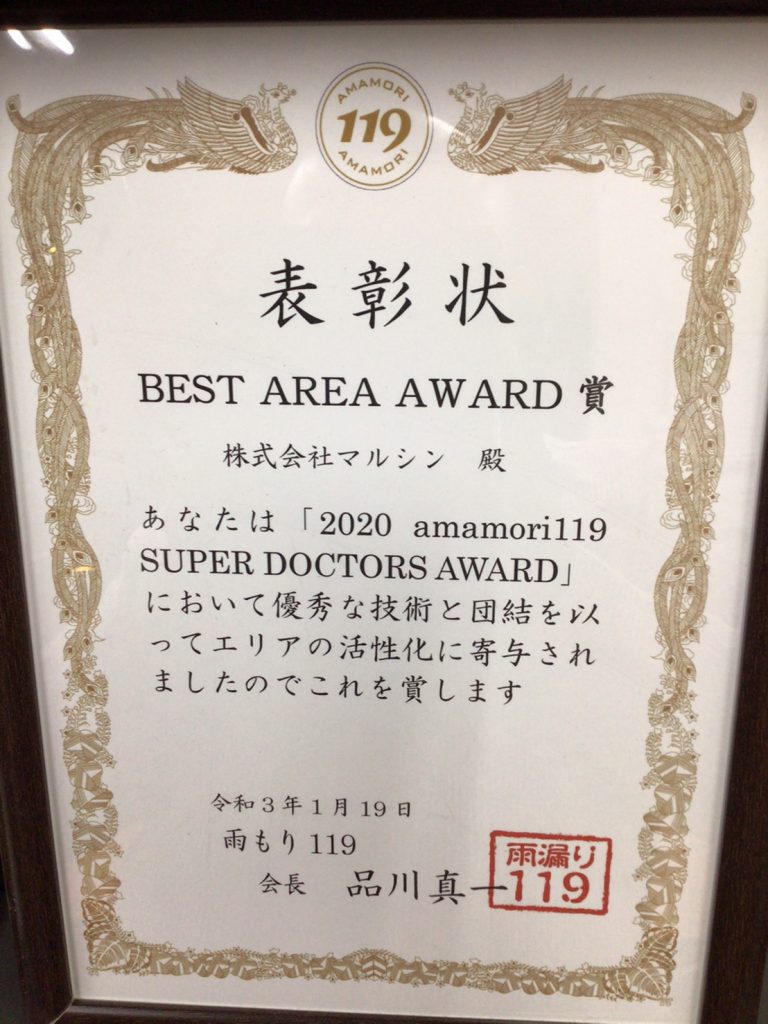 AMAMORI
119
AMAMORI
表彰状
BEST AREA AWARD 賞
株式会社マルシン 殿
あなたは「2020 amamori119
SUPER DOCTORS AWARD」
において優秀な技術と団結を以
ってエリアの活性化に寄与され
ましたのでこれを賞します
令和3年1月19日
雨もり119
会長 品川真一
雨漏り
119